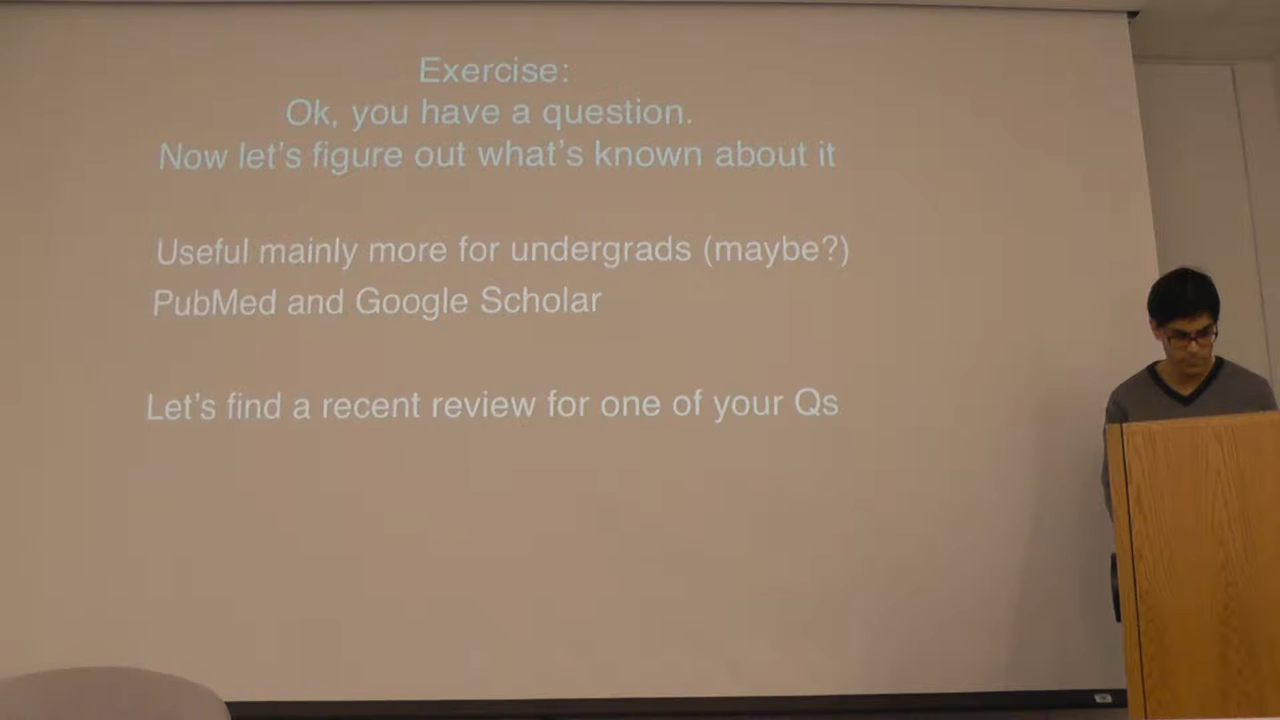 Exercise:
Ok, you have a question.
Now let's figure out what's known about it
Useful mainly more for undergrads (maybe?)
PubMed and Google Scholar
Let's find a recent review for one of your Qs